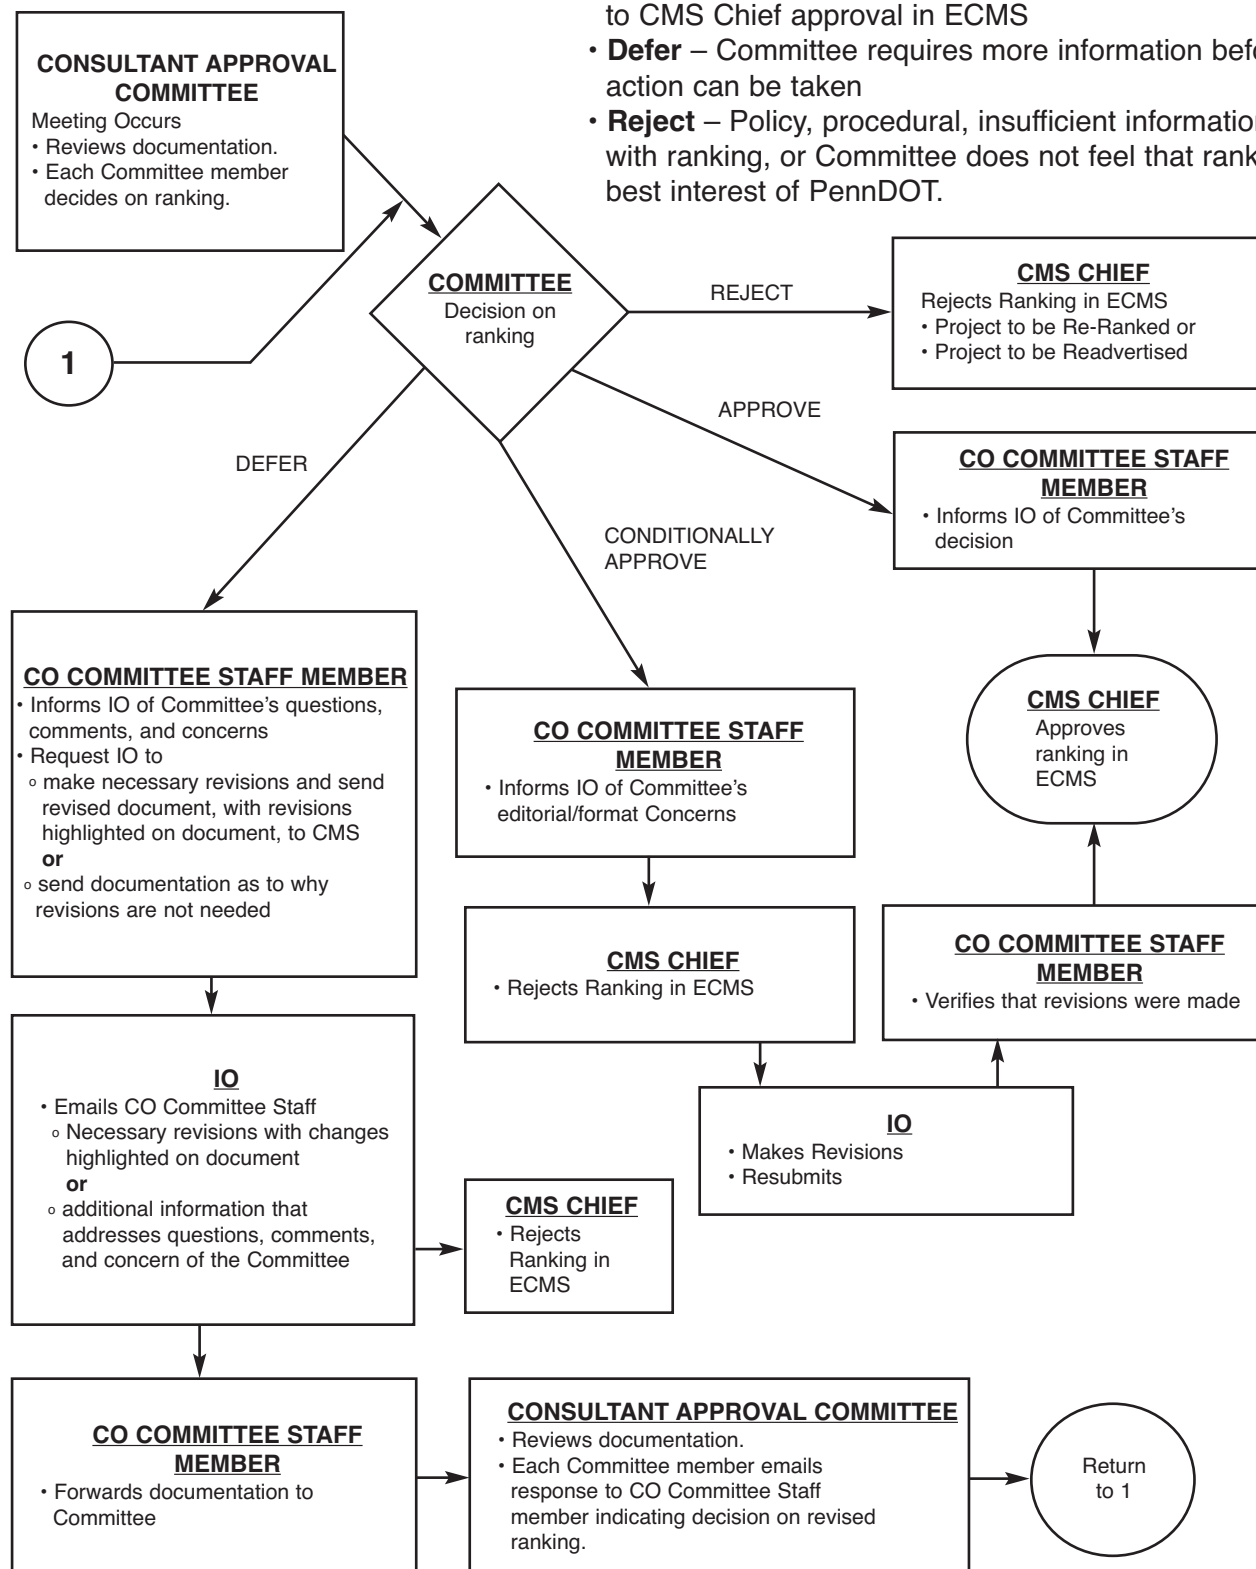 to CMS Chief approval in ECMS
• Defer – Committee requires more information
action can be taken
• Reject – Policy, procedural, insufficient
with ranking, or Committee does not feel that
best interest of PennDOT.
CONSULTANT APPROVAL
COMMITTEE
Meeting Occurs
• Reviews documentation.
• Each Committee member
decides on ranking.
1
COMMITTEE
Decision on
ranking
REJECT
CMS CHIEF
Rejects Ranking in ECMS
• Project to be Re-Ranked or
• Project to be Readvertised
APPROVE
CO COMMITTEE STAFF
MEMBER
• Informs IO of Committee's
decision
CMS CHIEF
Approves
ranking in
ECMS
DEFER
CONDITIONALLY
APPROVE
CO COMMITTEE STAFF MEMBER
• Informs IO of Committee's questions,
comments, and concerns
• Request IO to
o make necessary revisions and send
revised document, with revisions
highlighted on document, to CMS
or
o send documentation as to why
revisions are not needed
CO COMMITTEE STAFF
MEMBER
• Informs IO of Committee's
editorial/format Concerns
CMS CHIEF
• Rejects Ranking in ECMS
CO COMMITTEE STAFF
MEMBER
• Verifies that revisions were made
IO
• Makes Revisions
• Resubmits
IO
• Emails CO Committee Staff
o Necessary revisions with changes
highlighted on document
or
o additional information that
addresses questions, comments,
and concern of the Committee
CMS CHIEF
• Rejects
Ranking in
ECMS
CO COMMITTEE STAFF
MEMBER
• Forwards documentation to
Committee
CONSULTANT APPROVAL COMMITTEE
• Reviews documentation.
• Each Committee member emails
response to CO Committee Staff
member indicating decision on revised
ranking.
Return
to 1